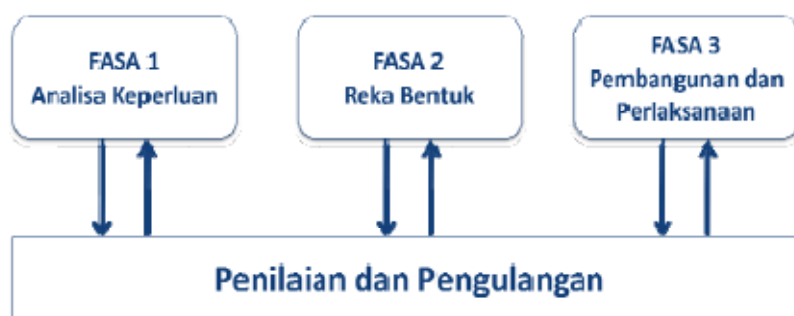 FASA 1
Analisa Keperluan
FASA 2
Reka Bentuk
FASA 3
Pembangunan dan
Perlaksanaan
Penilaian dan Pengulangan